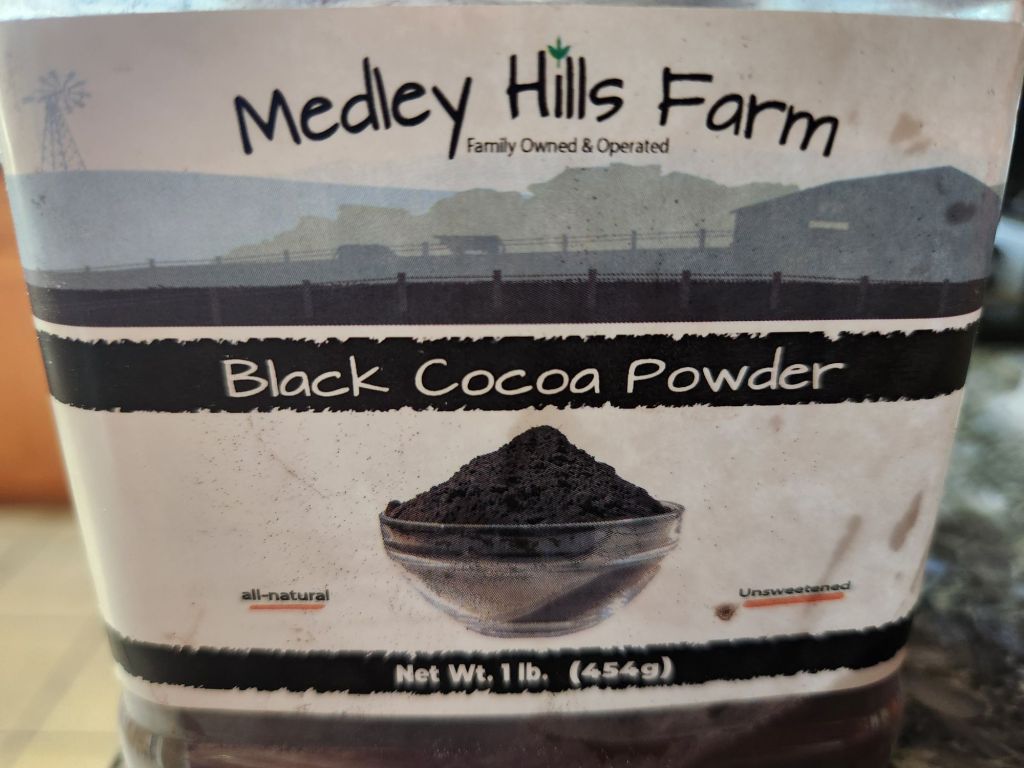 Medley Hills Farm
Family Owned & Operated
Black Cocoa Powder
all-natural
Unsweetened
Net Wt. 1 lb. (454g)